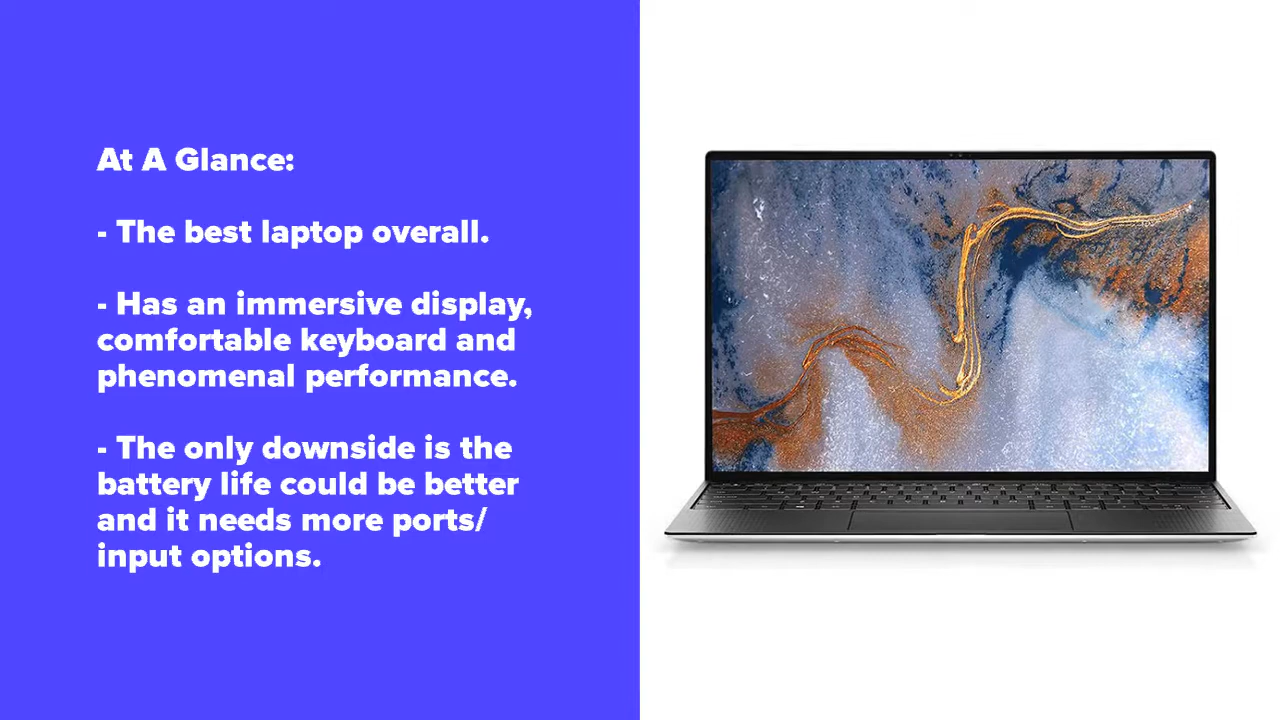 At A Glance:
- The best laptop overall.
- Has an immersive display,
comfortable keyboard and
phenomenal performance.
- The only downside is the
battery life could be better
and it needs more ports/
input options.